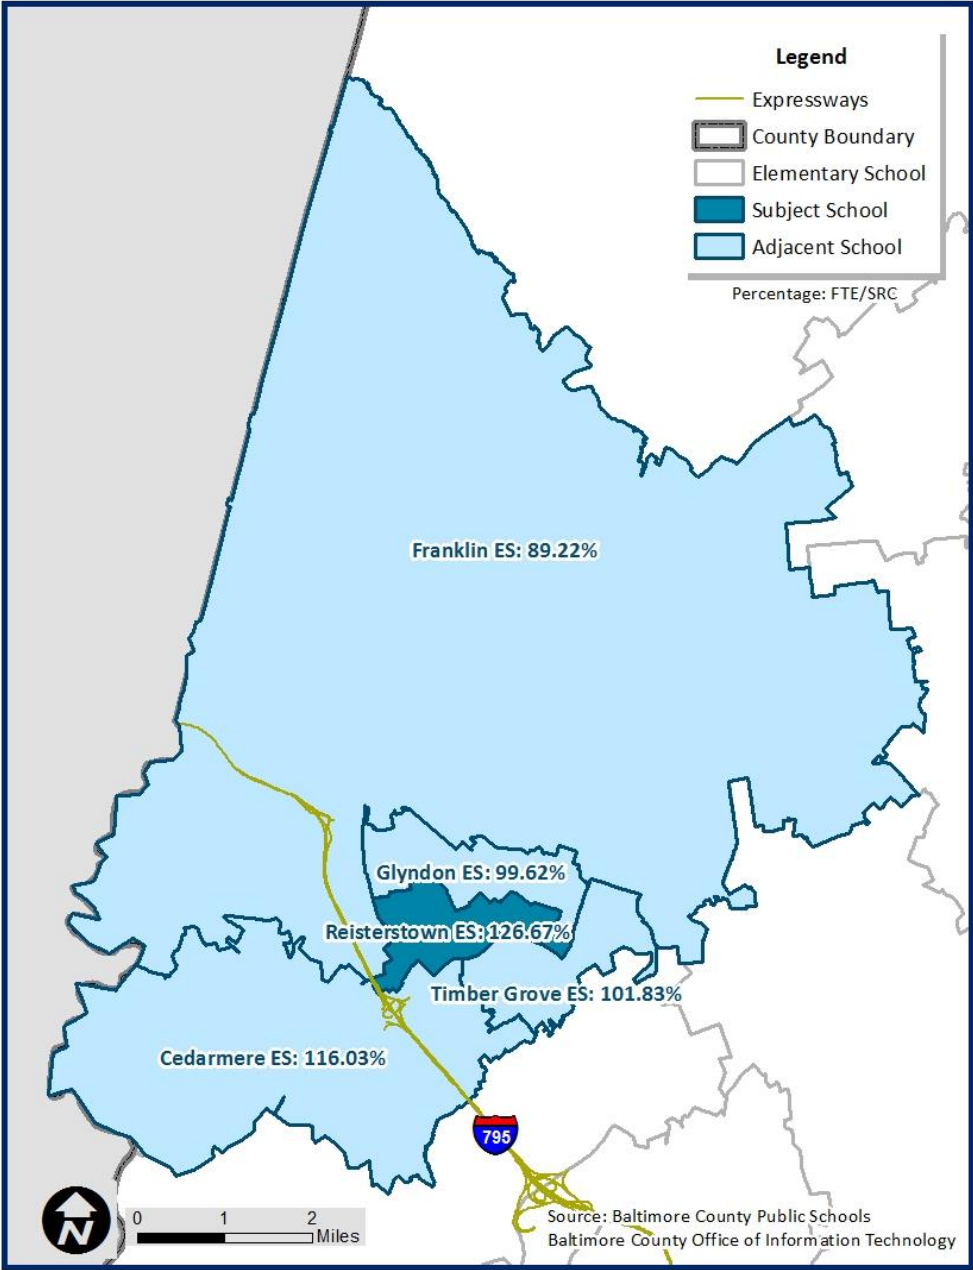 Legend
Expressways
County Boundary
Elementary School
Subject School
Adjacent School
Percentage: FTE/SRC
Franklin ES: 89.22%
Glyndon ES: 99.62%
Reisterstown ES: 126.67%
Timber Grove ES: 101.83%
Cedarmere ES: 116.03%
795
N
0 1 2
Miles
Source: Baltimore County Public Schools
Baltimore County Office of Information Technology